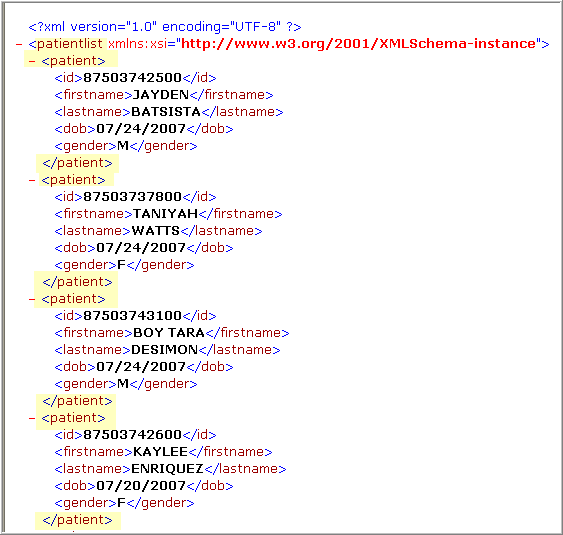 <?xml version="1.0" encoding="UTF-8" ?>
- <patientlist xmlns:xsi="http://www.w3.org/2001/XMLSchema-instance">
- <patient>
<id>87503742500</id>
<firstname>JAYDEN</firstname>
<lastname>BATSISTA</lastname>
<dob>07/24/2007</dob>
<gender>M</gender>
</patient>
- <patient>
<id>87503737800</id>
<firstname>TANIYAH</firstname>
<lastname>WATTS</lastname>
<dob>07/24/2007</dob>
<gender>F</gender>
</patient>
- <patient>
<id>87503743100</id>
<firstname>BOY TARA</firstname>
<lastname>DESIMON</lastname>
<dob>07/24/2007</dob>
<gender>M</gender>
</patient>
- <patient>
<id>87503742600</id>
<firstname>KAYLEE</firstname>
<lastname>ENRIQUEZ</lastname>
<dob>07/20/2007</dob>
<gender>F</gender>
</patient>